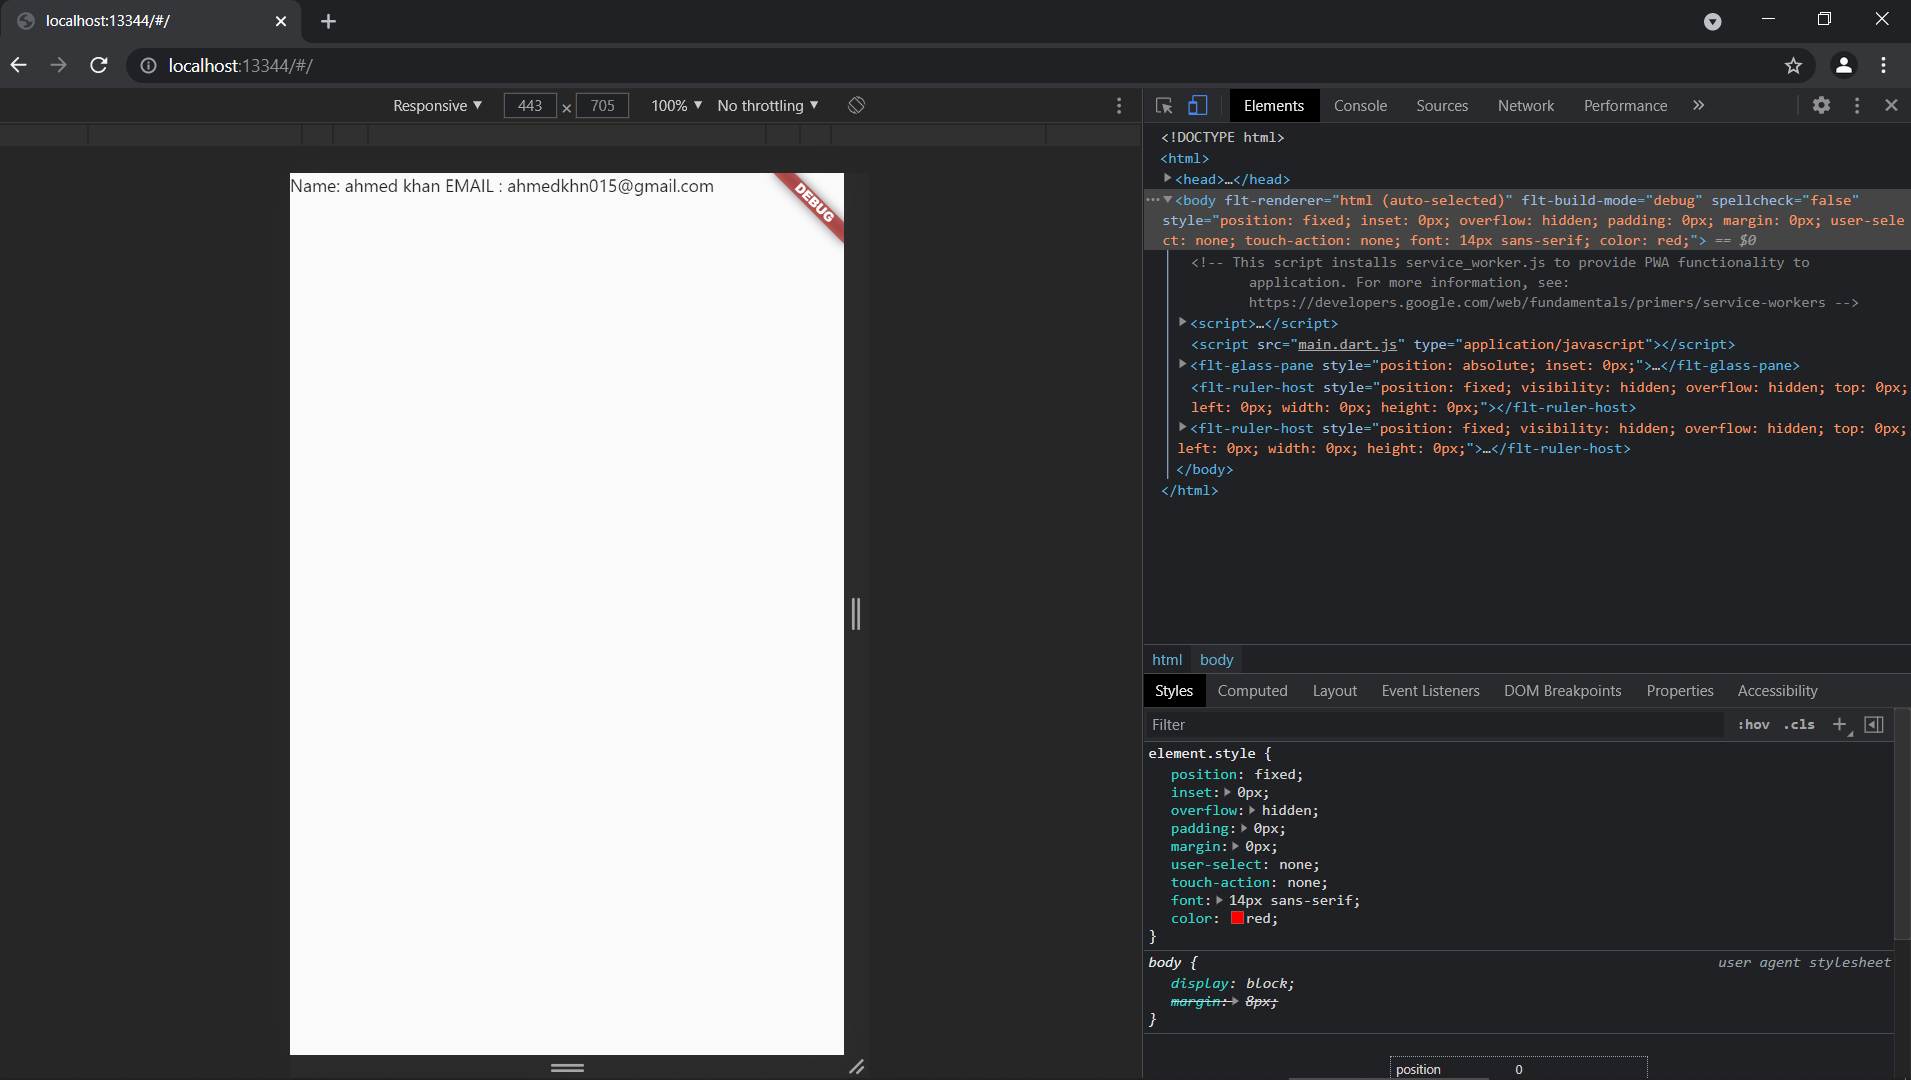 localhost:13344/#/
localhost:13344/#/
Responsive 443 × 705 100% No throttling
Elements Console Sources Network Performance »
Name: ahmed khan EMAIL : ahmedkhn015@gmail.com
DEBUG
<!DOCTYPE html>
<html>
<head>…</head>
<body flt-renderer="html (auto-selected)" flt-build-mode="debug" spellcheck="false"
style="position: fixed; inset: 0px; overflow: hidden; padding: 0px; margin: 0px; user-sele
ct: none; touch-action: none; font: 14px sans-serif; color: red;"> == $0
<!-- This script installs service_worker.js to provide PWA functionality to
application. For more information, see:
https://developers.google.com/web/fundamentals/primers/service-workers -->
<script>…</script>
<script src="main.dart.js" type="application/javascript"></script>
<flt-glass-pane style="position: absolute; inset: 0px;">…</flt-glass-pane>
<flt-ruler-host style="position: fixed; visibility: hidden; overflow: hidden; top: 0px;
left: 0px; width: 0px; height: 0px;"></flt-ruler-host>
<flt-ruler-host style="position: fixed; visibility: hidden; overflow: hidden; top: 0px;
left: 0px; width: 0px; height: 0px;">…</flt-ruler-host>
</body>
</html>
html body
Styles Computed Layout Event Listeners DOM Breakpoints Properties Accessibility
Filter :hov .cls +
element.style {
position: fixed;
inset: 0px;
overflow: hidden;
padding: 0px;
margin: 0px;
user-select: none;
touch-action: none;
font: 14px sans-serif;
color: red;
}
body { user agent stylesheet
display: block;
margin: 8px;
}
position 0